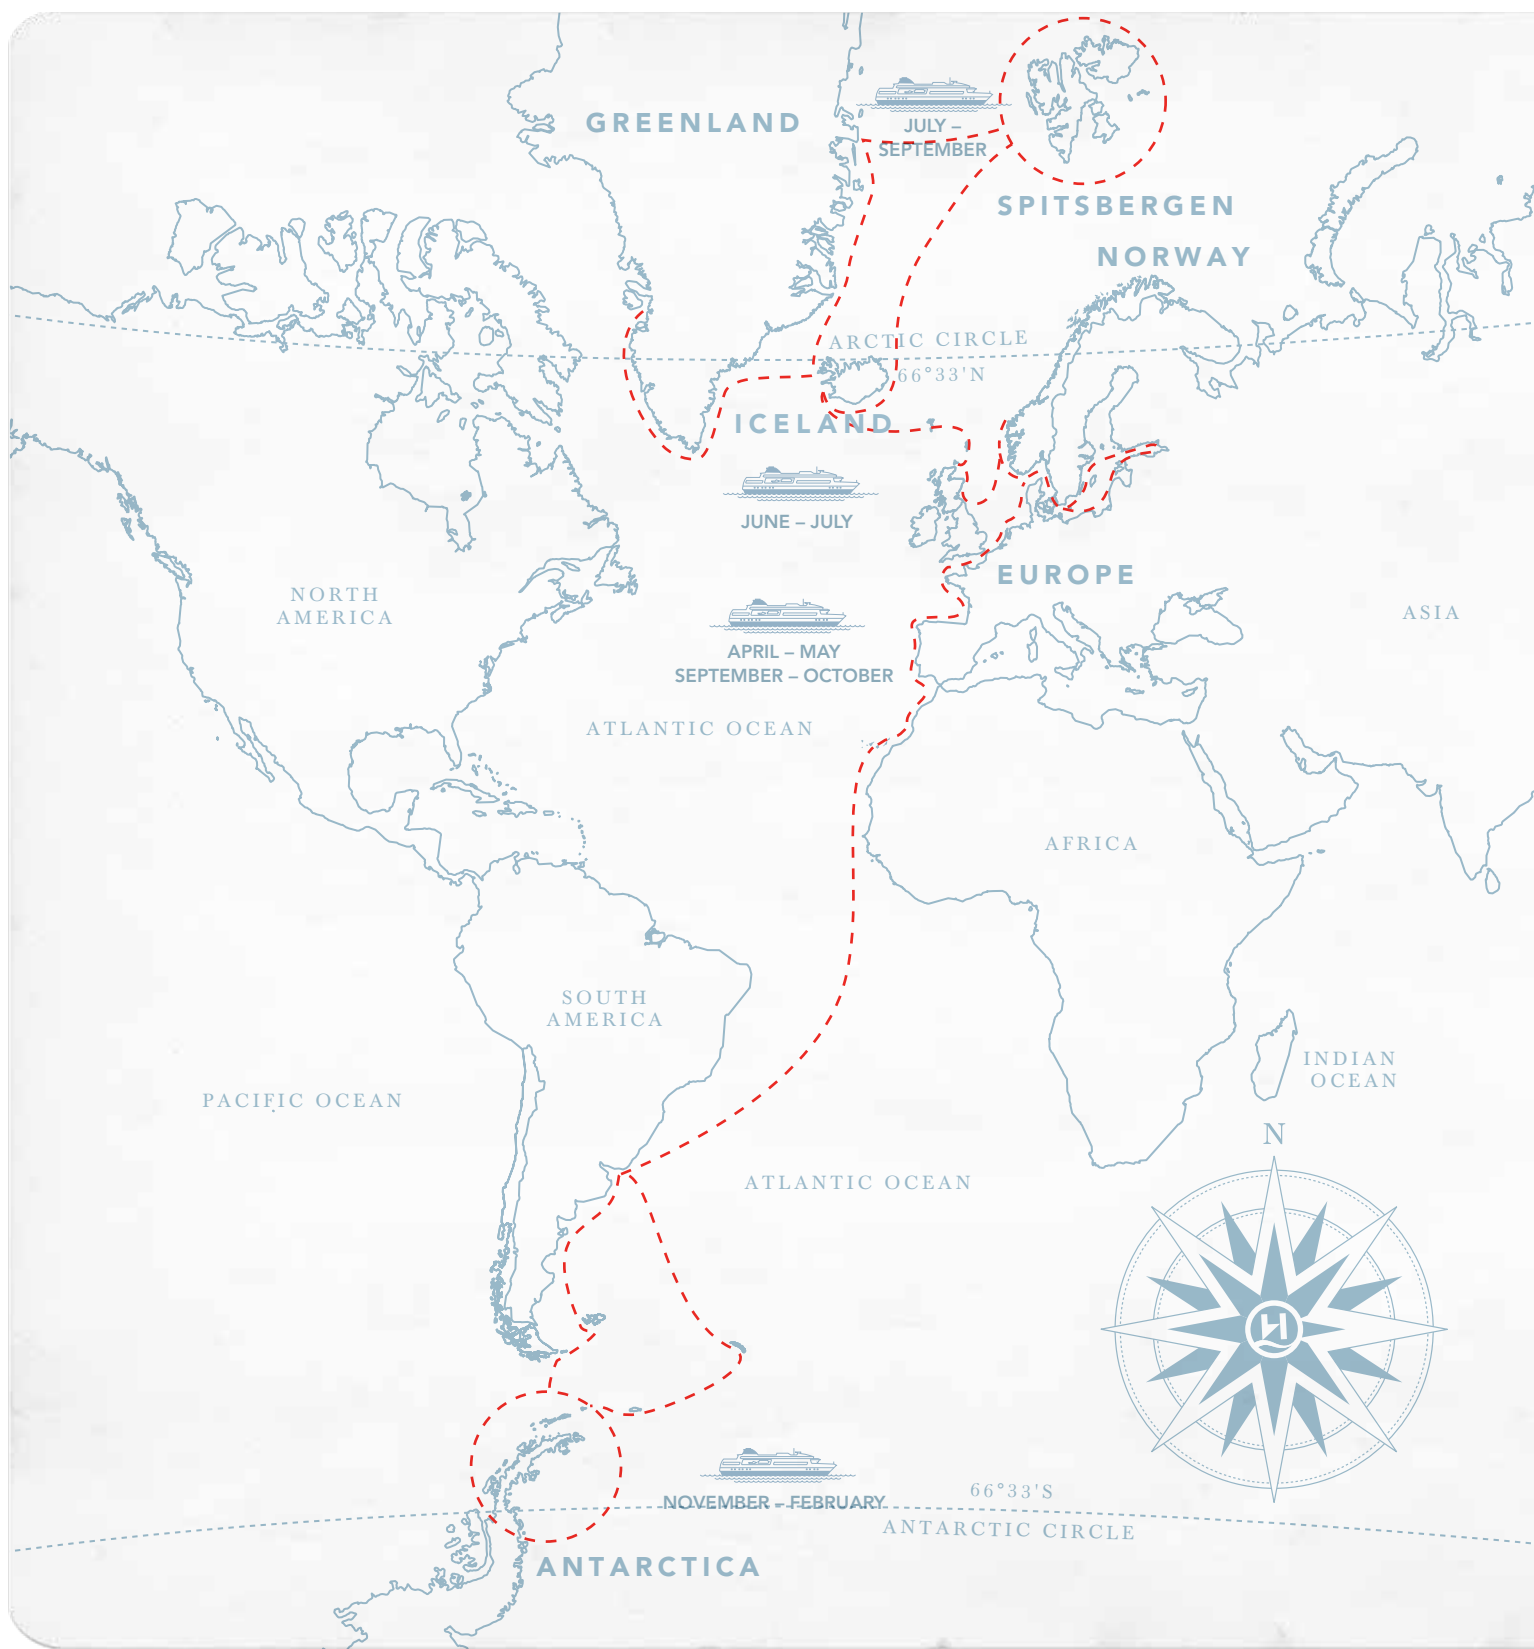 GREENLAND
JULY –
SEPTEMBER
SPITSBERGEN
NORWAY
ARCTIC CIRCLE
66°33'N
ICELAND
JUNE – JULY
EUROPE
NORTH
AMERICA
ASIA
APRIL – MAY
SEPTEMBER – OCTOBER
ATLANTIC OCEAN
AFRICA
SOUTH
AMERICA
INDIAN
OCEAN
PACIFIC OCEAN
N
ATLANTIC OCEAN
H
66°33'S
NOVEMBER – FEBRUARY
ANTARCTIC CIRCLE
ANTARCTICA